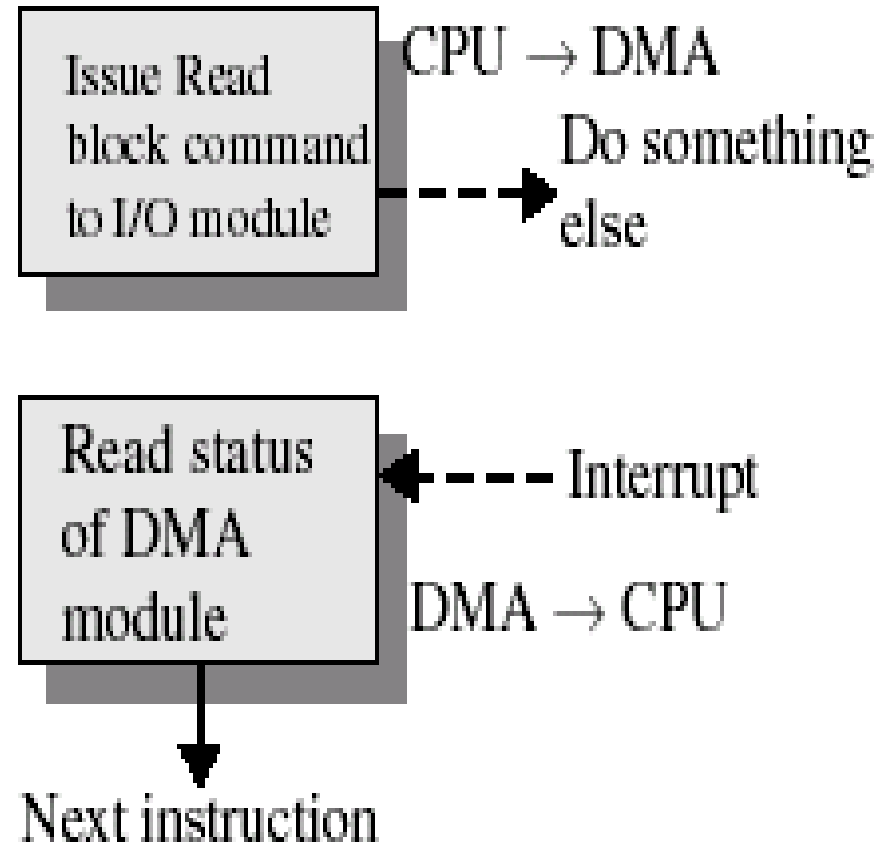 Issue Read
block command
to I/O module
CPU → DMA
Do something
else
Read status
of DMA
module
Interrupt
DMA → CPU
Next instruction